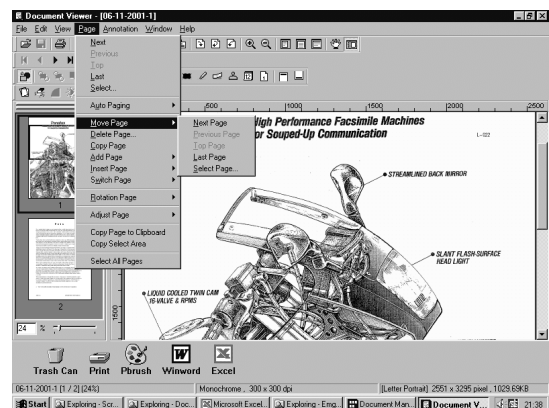 Document Viewer - [06-11-2001-1]
File Edit View Page Annotation Window Help
Next
Previous
Top
Last
Select...
Auto Paging
Move Page
Delete Page...
Copy Page
Add Page
Insert Page
Switch Page
Rotation Page
Adjust Page
Copy Page to Clipboard
Copy Select Area
Select All Pages
Next Page
Previous Page
Top Page
Last Page
Select Page...
500 1000 1500 2000 2500
High Performance Facsimile Machines
or Souped-Up Communication
L-122
STREAMLINED BACK MIRROR
SLANT FLASH-SURFACE
HEAD LIGHT
LIQUID COOLED TWIN CAM
16-VALVE & RPMS
1
2
1500
24 %
Trash Can Print Pbrush Winword Excel
06-11-2001-1 [1 / 2] (24%) Monochrome , 300 x 300 dpi [Letter Portrait] 2551 x 3295 pixel , 1029.69KB
Start Exploring - Scr... Exploring - Doc... Microsoft Excel... Exploring - Emg... Document Man... Document V... 21:38